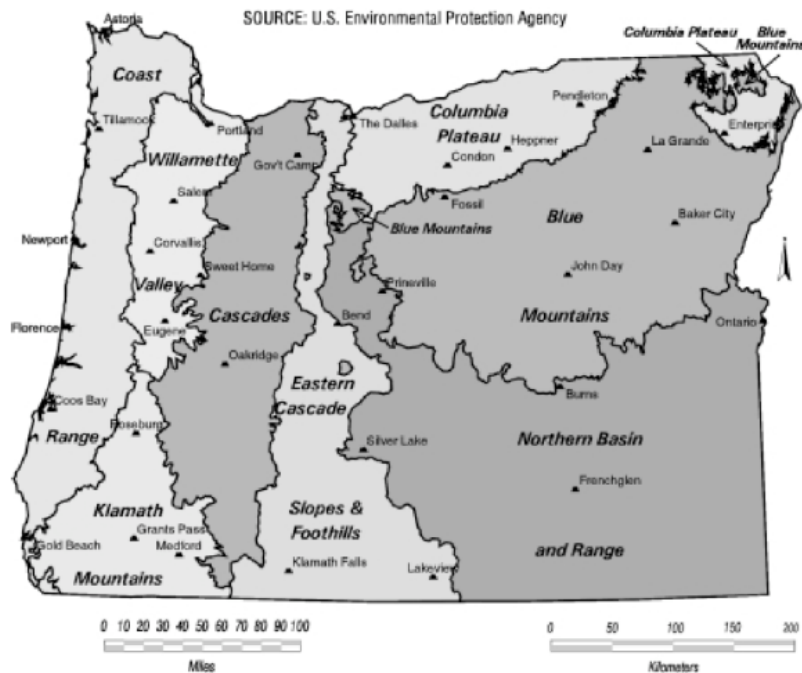 SOURCE: U.S. Environmental Protection Agency
Astoria
Columbia Plateau
Blue
Mountains
Coast
Tillamook
Portland
Willamette
Gov't Camp
Salem
Corvallis
Newport
Sweet Home
Valley
Eugene
Florence
Cascades
Oakridge
Coos Bay
Range
Roseburg
Klamath
Grants Pass
Gold Beach
Medford
Mountains
The Dalles
Columbia
Plateau
Pendleton
Heppner
Condon
Enterpris
La Grande
Fossil
Blue
Blue Mountains
Baker City
John Day
Prineville
Mountains
Bend
Ontario
Eastern
Cascade
Burns
Silver Lake
Northern Basin
Frenchglen
Slopes &
Foothills
and Range
Klamath Falls
Lakeview
0 10 20 30 40 50 60 70 80 90 100
Miles
0 50 100 150 200
Kilometers